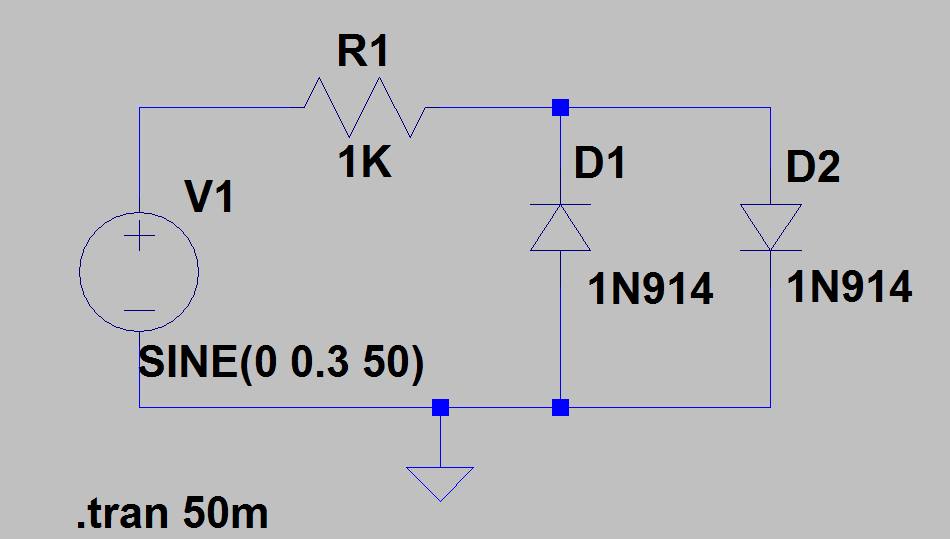 R1
1K
V1
D1
D2
1N914
1N914
SINE(0 0.3 50)
.tran 50m